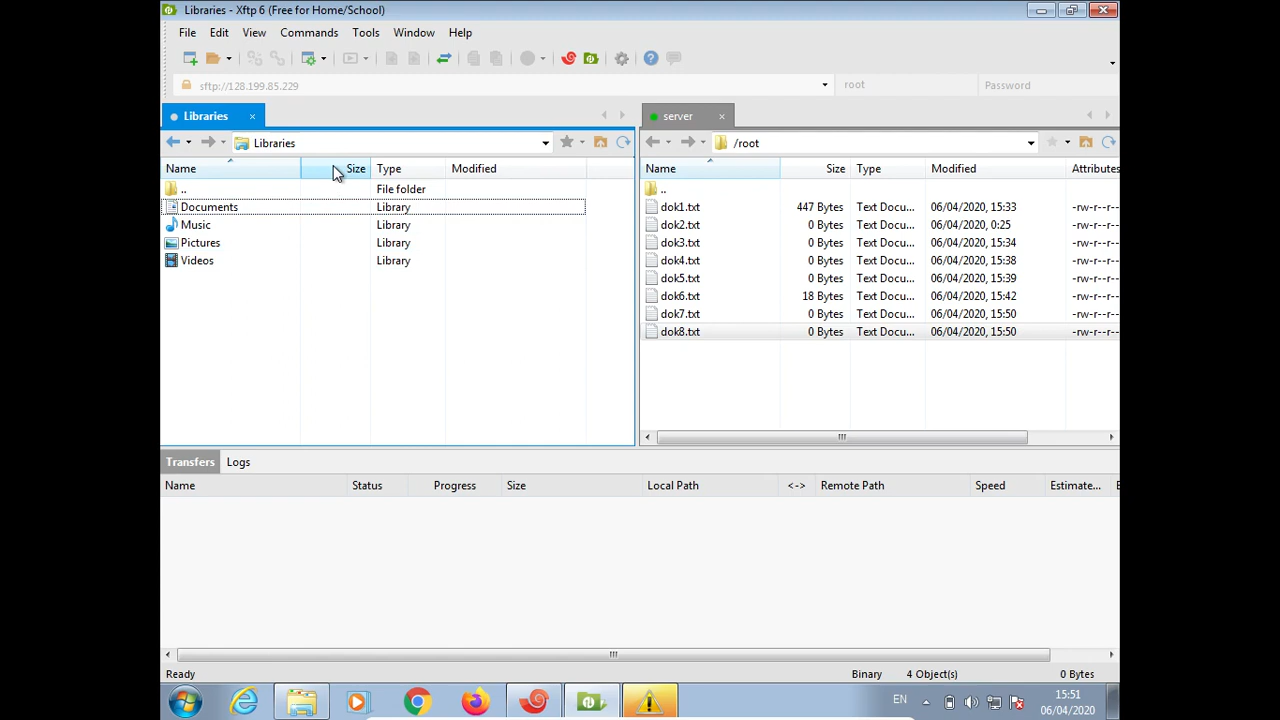 Libraries - Xftp 6 (Free for Home/School)
File Edit View Commands Tools Window Help
sftp://128.199.85.229 root Password
Libraries server
Libraries /root
Name Size Type Modified Name Size Type Modified Attributes
.. File folder ..
Documents Library dok1.txt 447 Bytes Text Docu... 06/04/2020, 15:33 -rw-r--r--
Music Library dok2.txt 0 Bytes Text Docu... 06/04/2020, 0:25 -rw-r--r--
Pictures Library dok3.txt 0 Bytes Text Docu... 06/04/2020, 15:34 -rw-r--r--
Videos Library dok4.txt 0 Bytes Text Docu... 06/04/2020, 15:38 -rw-r--r--
dok5.txt 0 Bytes Text Docu... 06/04/2020, 15:39 -rw-r--r--
dok6.txt 18 Bytes Text Docu... 06/04/2020, 15:42 -rw-r--r--
dok7.txt 0 Bytes Text Docu... 06/04/2020, 15:50 -rw-r--r--
dok8.txt 0 Bytes Text Docu... 06/04/2020, 15:50 -rw-r--r--
Transfers Logs
Name Status Progress Size Local Path <-> Remote Path Speed Estimate...
Ready Binary 4 Object(s) 0 Bytes
EN 15:51
06/04/2020